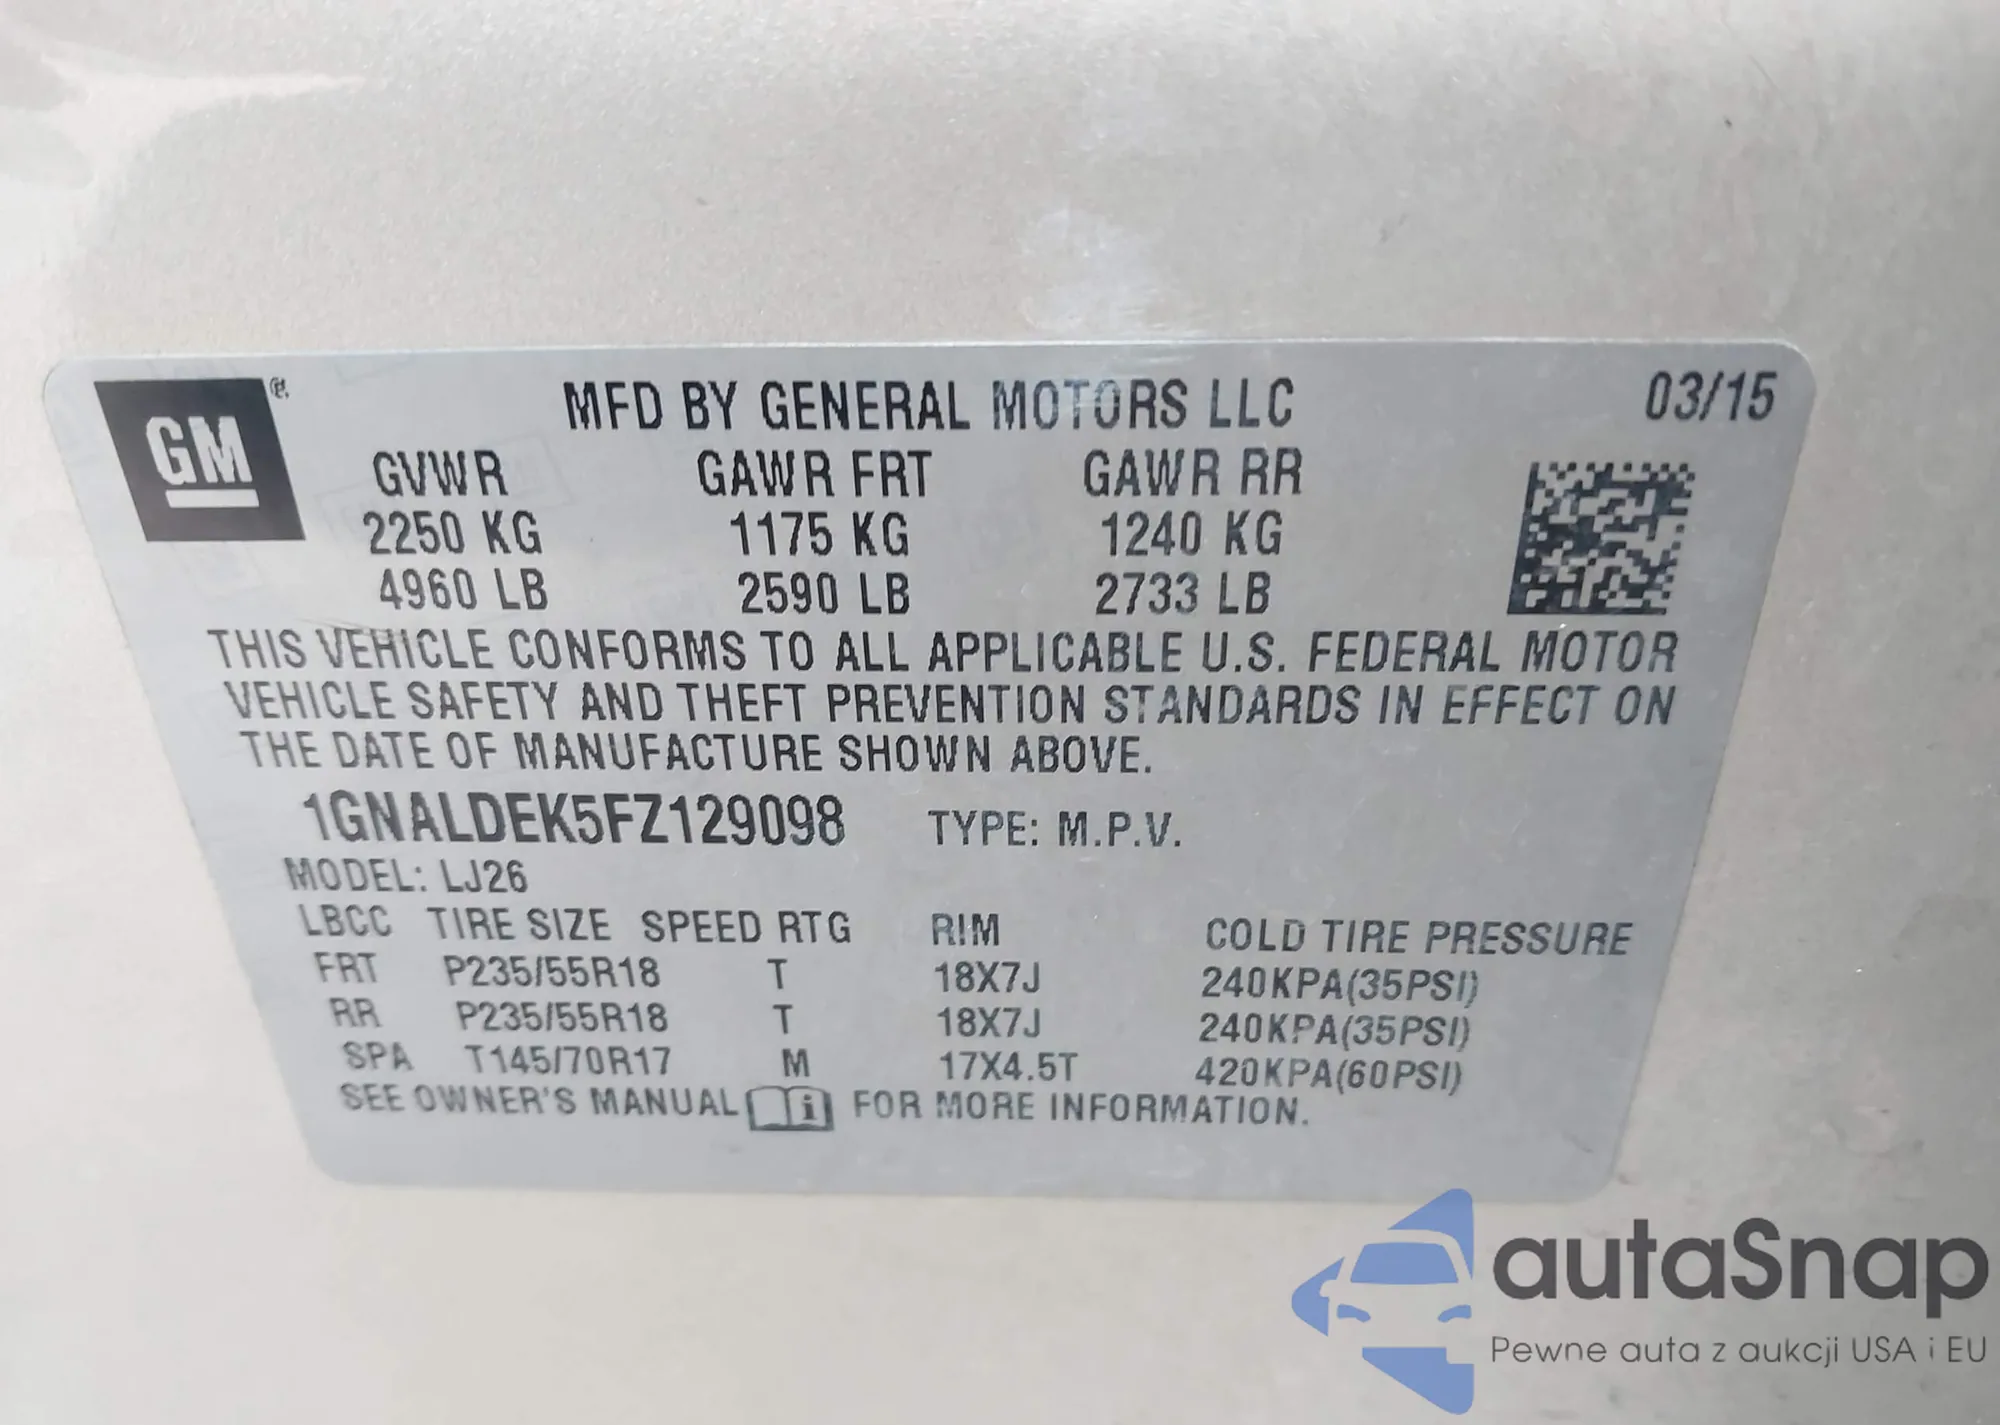 GM ®.
MFD BY GENERAL MOTORS LLC 03/15
GVWR GAWR FRT GAWR RR
2250 KG 1175 KG 1240 KG
4960 LB 2590 LB 2733 LB
THIS VEHICLE CONFORMS TO ALL APPLICABLE U.S. FEDERAL MOTOR
VEHICLE SAFETY AND THEFT PREVENTION STANDARDS IN EFFECT ON
THE DATE OF MANUFACTURE SHOWN ABOVE.
1GNALDEK5FZ129098 TYPE: M.P.V.
MODEL: LJ26
LBCC TIRE SIZE SPEED RTG RIM COLD TIRE PRESSURE
FRT P235/55R18 T 18X7J 240KPA(35PSI)
RR P235/55R18 T 18X7J 240KPA(35PSI)
SPA T145/70R17 M 17X4.5T 420KPA(60PSI)
SEE OWNER'S MANUAL i FOR MORE INFORMATION.
autaSnap
Pewne auta z aukcji USA i EU